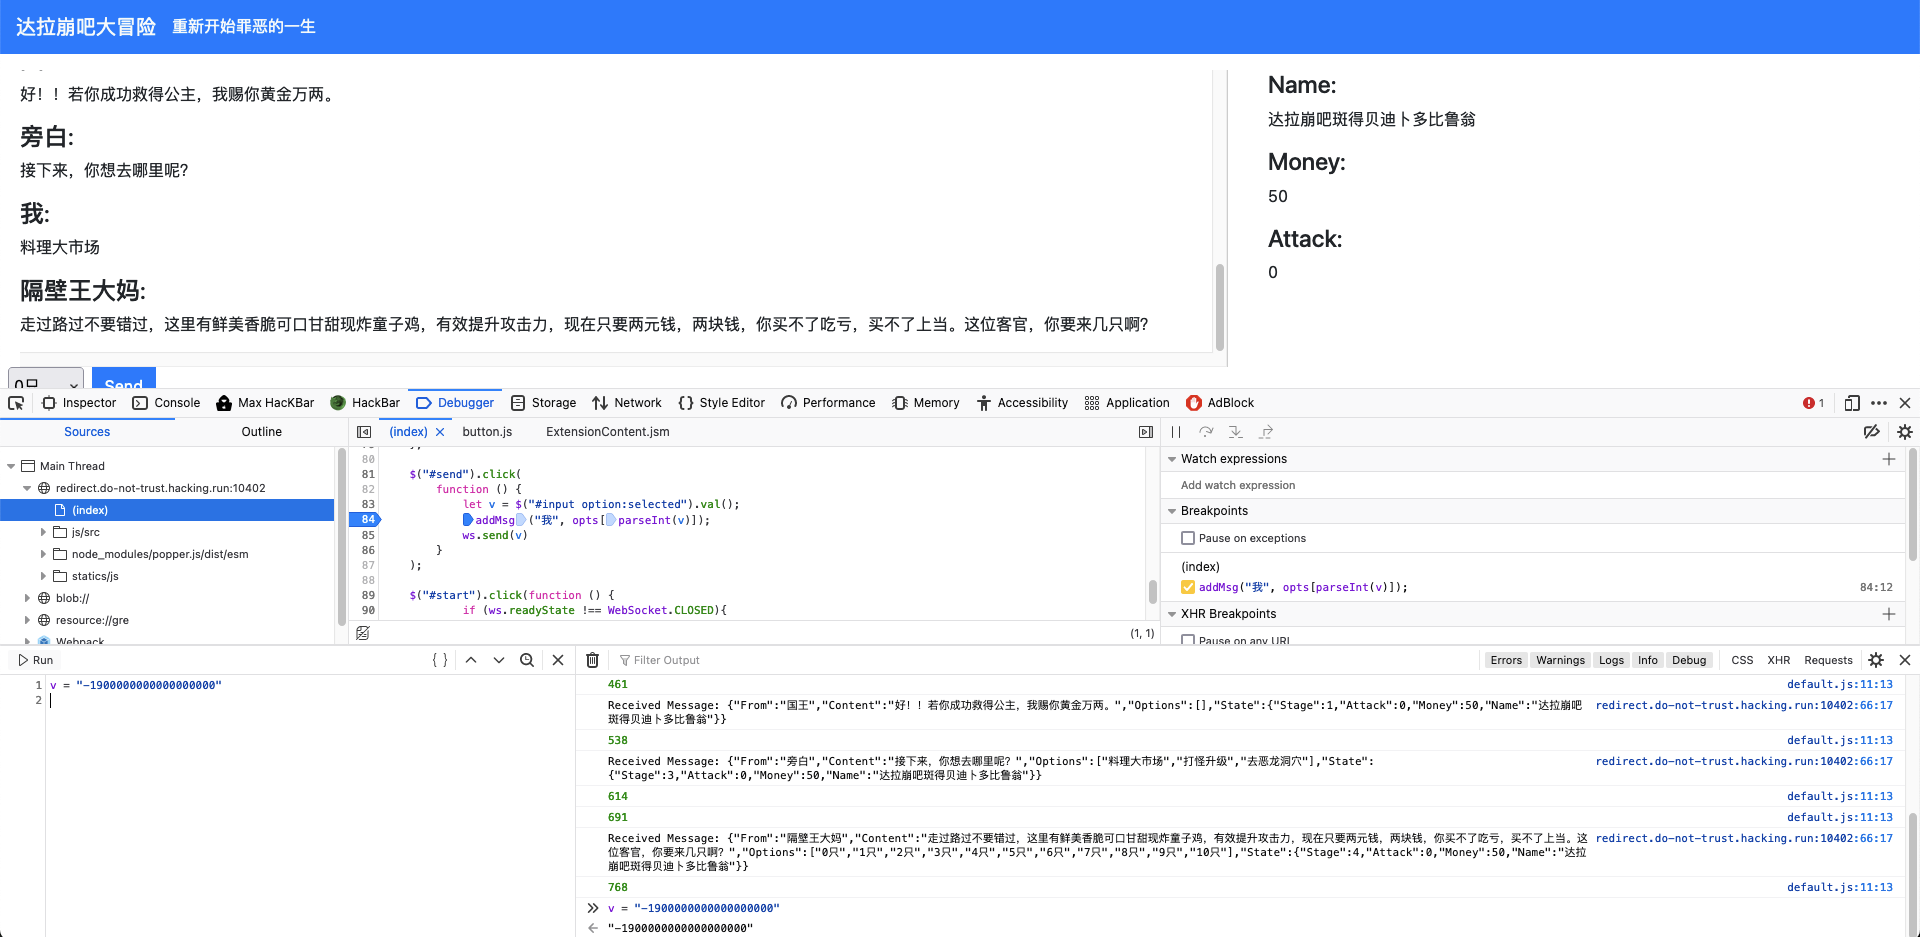 达拉崩吧大冒险 重新开始罪恶的一生
好！！若你成功救得公主，我赐你黄金万两。
旁白:
接下来，你想去哪里呢？
我:
料理大市场
隔壁王大妈:
走过路过不要错过，这里有鲜美香脆可口甘甜现炸童子鸡，有效提升攻击力，现在只要两元钱，两块钱，你买不了吃亏，买不了上当。这位客官，你要来几只啊？
0只 Send
Name:
达拉崩吧斑得贝迪卜多比鲁翁
Money:
50
Attack:
0
Inspector Console Max HacKBar HackBar Debugger Storage Network Style Editor Performance Memory Accessibility Application AdBlock 1
Sources Outline
Main Thread
redirect.do-not-trust.hacking.run:10402
(index)
js/src
node_modules/popper.js/dist/esm
statics/js
blob://
resource://gre
Webpack
(index) button.js ExtensionContent.jsm
80
81 $("#send").click(
82 function () {
83 let v = $("#input option:selected").val();
84 addMsg("我", opts[parseInt(v)]);
85 ws.send(v)
86 }
87 );
88
89 $("#start").click(function () {
90 if (ws.readyState !== WebSocket.CLOSED){
(1, 1)
Watch expressions
Add watch expression
Breakpoints
Pause on exceptions
(index)
addMsg("我", opts[parseInt(v)]); 84:12
XHR Breakpoints
Pause on any URL
Run
1 v = "-1900000000000000000"
2
Filter Output Errors Warnings Logs Info Debug CSS XHR Requests
461 default.js:11:13
Received Message: {"From":"国王","Content":"好！！若你成功救得公主，我赐你黄金万两。","Options":[],"State":{"Stage":1,"Attack":0,"Money":50,"Name":"达拉崩吧 redirect.do-not-trust.hacking.run:10402:66:17
斑得贝迪卜多比鲁翁"}}
538 default.js:11:13
Received Message: {"From":"旁白","Content":"接下来，你想去哪里呢？","Options":["料理大市场","打怪升级","去恶龙洞穴"],"State": redirect.do-not-trust.hacking.run:10402:66:17
{"Stage":3,"Attack":0,"Money":50,"Name":"达拉崩吧斑得贝迪卜多比鲁翁"}}
614 default.js:11:13
691 default.js:11:13
Received Message: {"From":"隔壁王大妈","Content":"走过路过不要错过，这里有鲜美香脆可口甘甜现炸童子鸡，有效提升攻击力，现在只要两元钱，两块钱，你买不了吃亏，买不了上当。这 redirect.do-not-trust.hacking.run:10402:66:17
位客官，你要来几只啊？","Options":["0只","1只","2只","3只","4只","5只","6只","7只","8只","9只","10只"],"State":{"Stage":4,"Attack":0,"Money":50,"Name":"达拉
崩吧斑得贝迪卜多比鲁翁"}}
768 default.js:11:13
v = "-1900000000000000000"
"-1900000000000000000"